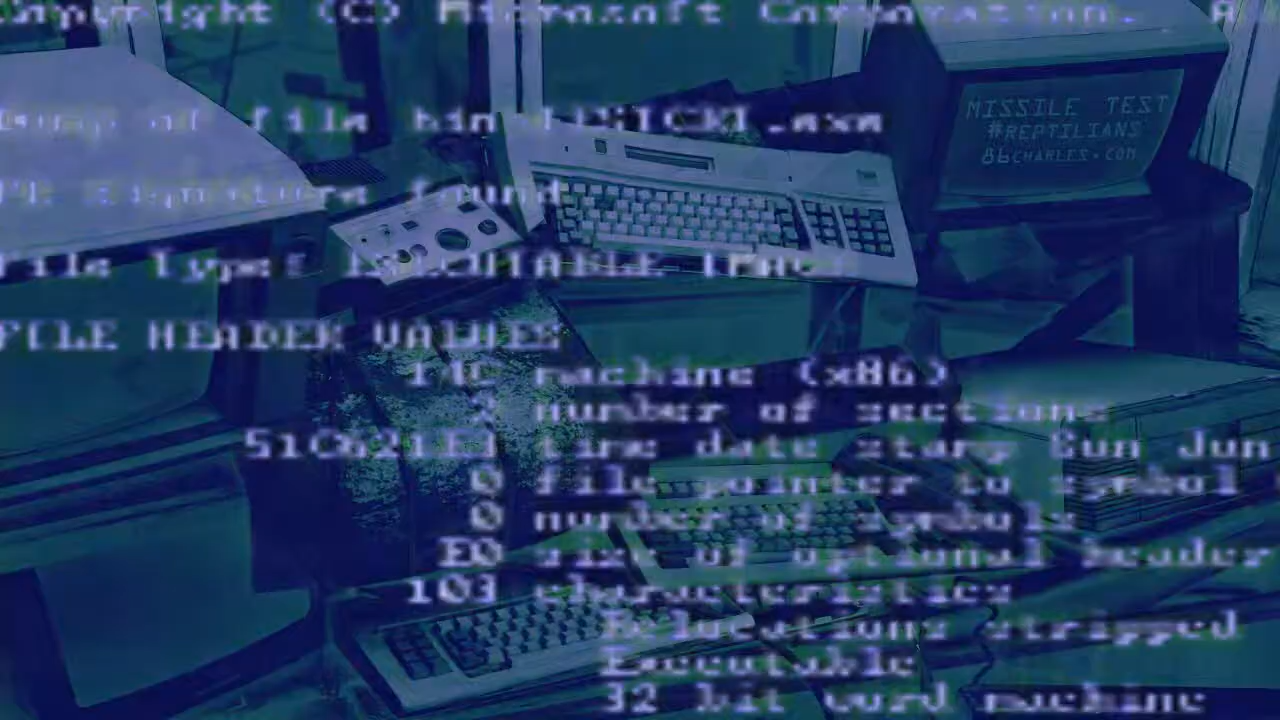 Copyright (C) Microsoft Corporation.
MISSILE TEST
#REPTILIANS
86CHARLES.COM
Dump of file
PE signature found
File Type: EXECUTABLE IMAGE
FILE HEADER VALUES
14C machine (x86)
number of sections
time date stamp Sun Jun
0 file pointer to symbol
0 number of symbols
E0 size of optional header
103 characteristics
Relocations stripped
Executable
32 bit word machine